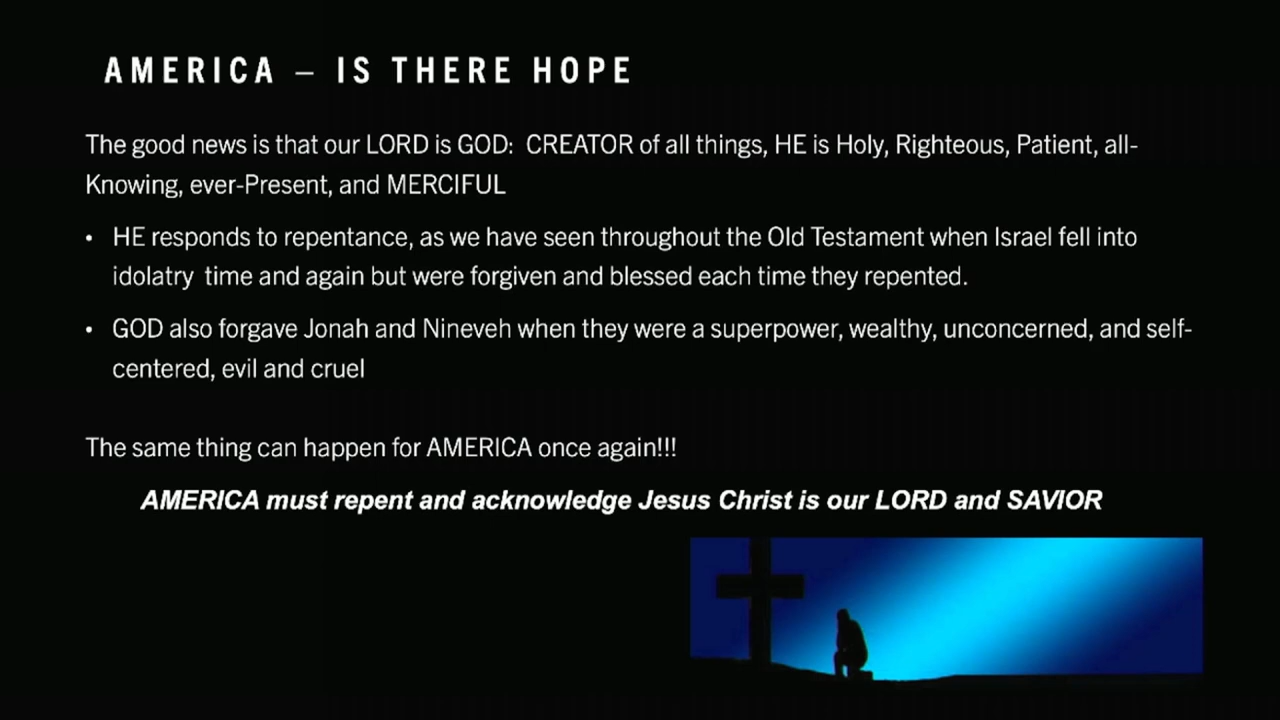 AMERICA – IS THERE HOPE
The good news is that our LORD is GOD:  CREATOR of all things, HE is Holy, Righteous, Patient, all-
Knowing, ever-Present, and MERCIFUL
• HE responds to repentance, as we have seen throughout the Old Testament when Israel fell into
idolatry  time and again but were forgiven and blessed each time they repented.
• GOD also forgave Jonah and Nineveh when they were a superpower, wealthy, unconcerned, and self-
centered, evil and cruel
The same thing can happen for AMERICA once again!!!
AMERICA must repent and acknowledge Jesus Christ is our LORD and SAVIOR